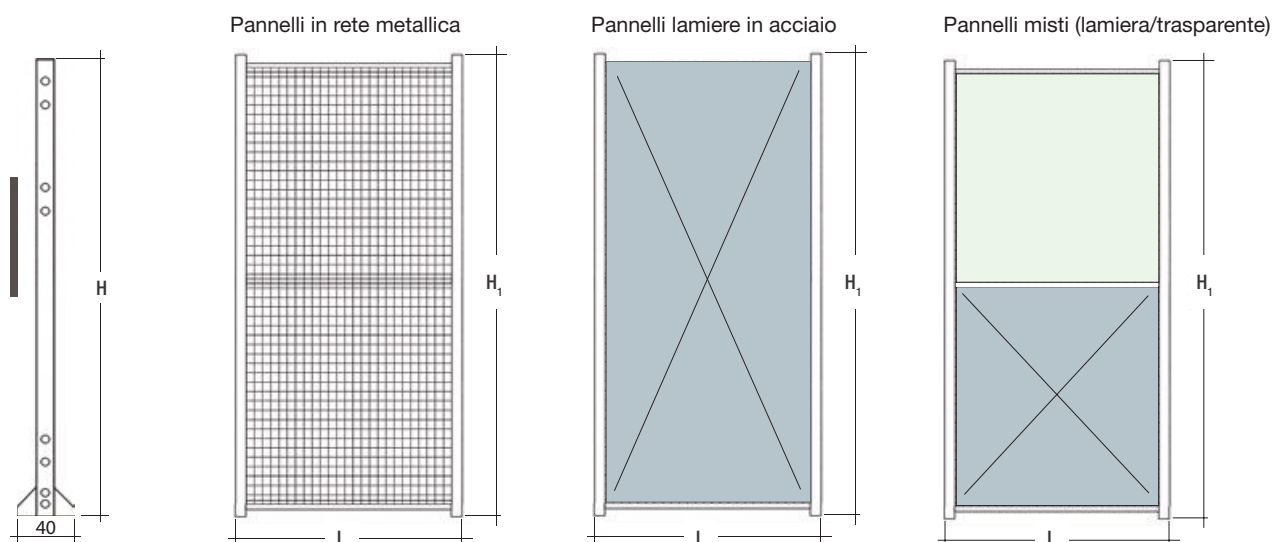 Pannelli in rete metallica
Pannelli lamiere in acciaio
Pannelli misti (lamiera/trasparente)
H
H₁
H₁
H₁
40